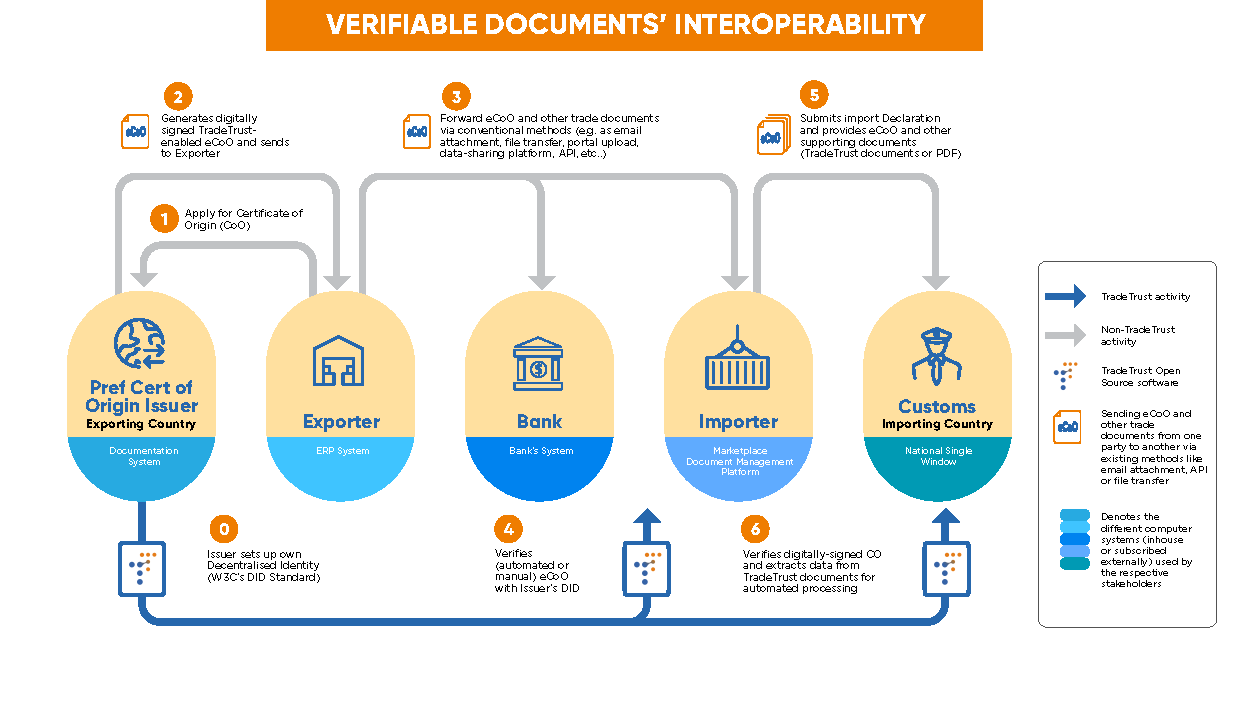 VERIFIABLE DOCUMENTS' INTEROPERABILITY
2
Generates digitally
signed TradeTrust-
enabled eCoO and sends
to Exporter
eCoO
3
Forward eCoO and other trade documents
via conventional methods (e.g. as email
attachment, file transfer, portal upload,
data-sharing platform, API, etc..)
eCoO
5
Submits import Declaration
and provides eCoO and other
supporting documents
(TradeTrust documents or PDF)
eCoO
1
Apply for Certificate of
Origin (CoO)
Pref Cert of
Origin Issuer
Exporting Country
Documentation
System
Exporter
ERP System
Bank
Bank's System
Importer
Marketplace
Document Management
Platform
Customs
Importing Country
National Single
Window
0
Issuer sets up own
Decentralised Identity
(W3C's DID Standard)
4
Verifies
(automated or
manual) eCoO
with Issuer's DID
6
Verifies digitally-signed CO
and extracts data from
TradeTrust documents for
automated processing
TradeTrust activity
Non-TradeTrust
activity
TradeTrust Open
Source software
eCoO
Sending eCoO and
other trade
documents from one
party to another via
existing methods like
email attachment, API
or file transfer
Denotes the
different computer
systems (inhouse
or subscribed
externally) used by
the respective
stakeholders